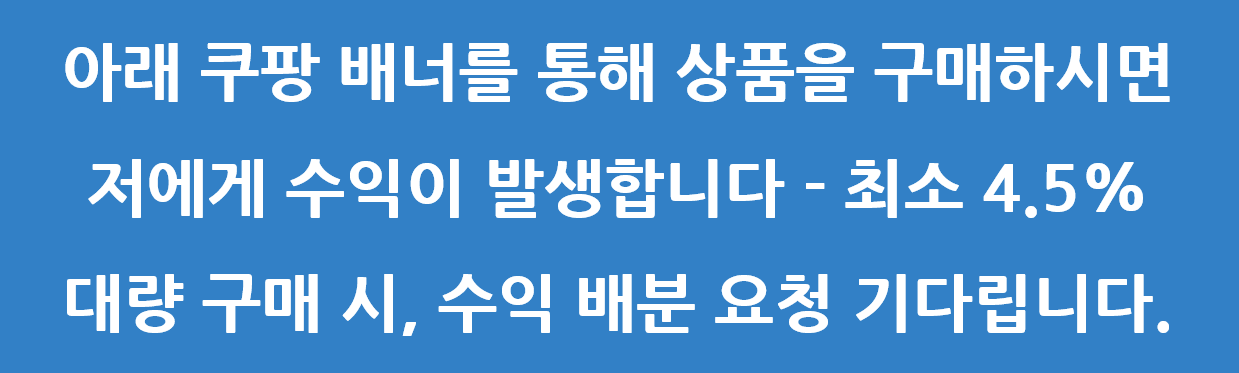 아래 쿠팡 배너를 통해 상품을 구매하시면
저에게 수익이 발생합니다 - 최소 4.5%
대량 구매 시, 수익 배분 요청 기다립니다.